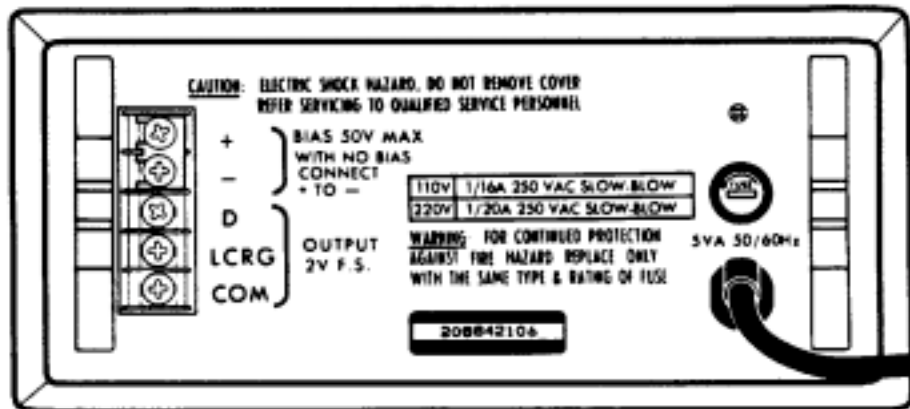 CAUTION: ELECTRIC SHOCK HAZARD, DO NOT REMOVE COVER
REFER SERVICING TO QUALIFIED SERVICE PERSONNEL
+
−
BIAS 50V MAX
WITH NO BIAS
CONNECT
+ TO −
D
LCRG
COM
OUTPUT
2V F.S.
110V 1/16A 250 VAC SLOW-BLOW
220V 1/20A 250 VAC SLOW-BLOW
WARNING: FOR CONTINUED PROTECTION
AGAINST FIRE HAZARD REPLACE ONLY
WITH THE SAME TYPE & RATING OF FUSE
FUSE
5VA 50/60Hz
208842106